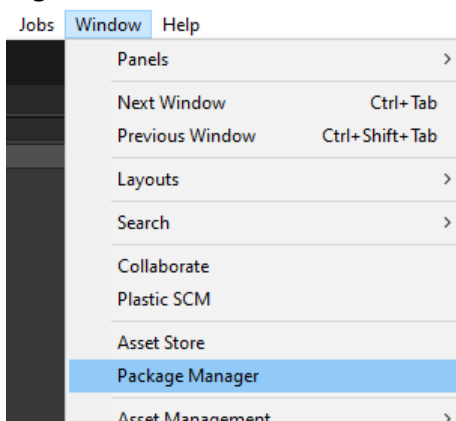 Jobs Window Help
Panels >
Next Window Ctrl+Tab
Previous Window Ctrl+Shift+Tab
Layouts >
Search >
Collaborate
Plastic SCM
Asset Store
Package Manager
Asset Management >